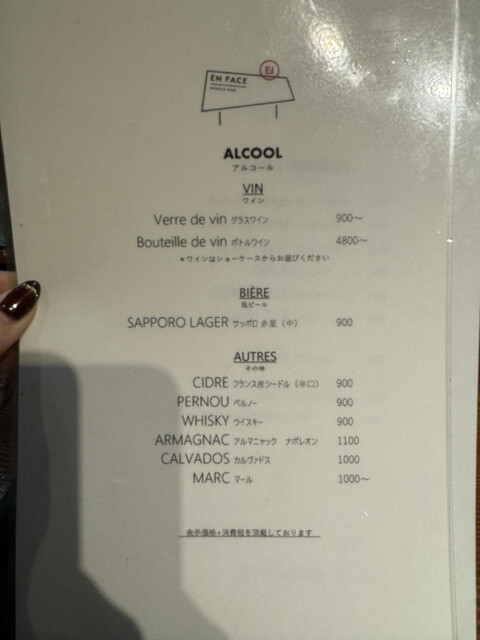 EN FACE
ALCOOL
アルコール
VIN
ワイン
Verre de vin グラスワイン 900～
Bouteille de vin ボトルワイン 4800～
＊ワインはショーケースからお選びください
BIÈRE
瓶ビール
SAPPORO LAGER サッポロ 赤星（中） 900
AUTRES
その他
CIDRE フランス産シードル（辛口） 900
PERNOU ペルノー 900
WHISKY ウイスキー 900
ARMAGNAC アルマニャック ナポレオン 1100
CALVADOS カルヴァドス 1000
MARC マール 1000～
表示価格+消費税を頂戴しております